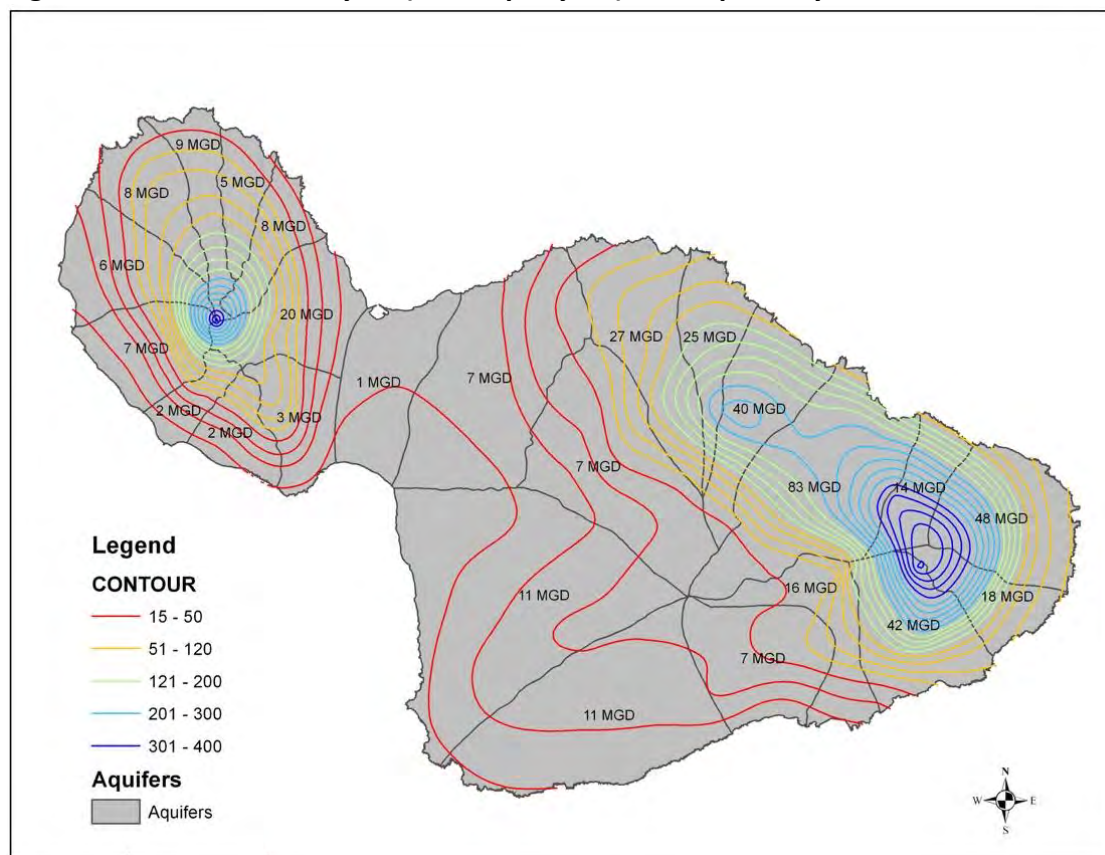 9 MGD
5 MGD
8 MGD
8 MGD
6 MGD
20 MGD
7 MGD
3 MGD
2 MGD
2 MGD
1 MGD
7 MGD
27 MGD
25 MGD
40 MGD
7 MGD
83 MGD
14 MGD
48 MGD
11 MGD
16 MGD
18 MGD
42 MGD
7 MGD
11 MGD
Legend
CONTOUR
15 - 50
51 - 120
121 - 200
201 - 300
301 - 400
Aquifers
Aquifers
N
W E
S